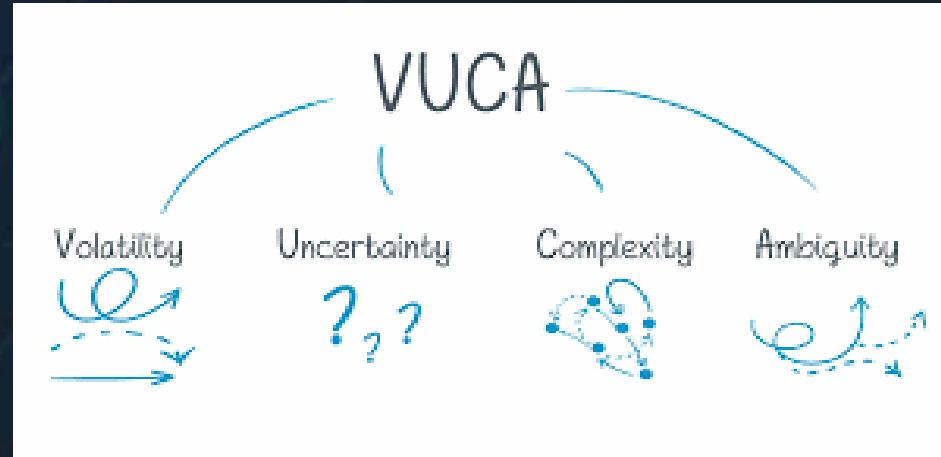 VUCA
Volatility
Uncertainty
Complexity
Ambiguity
? ? ?